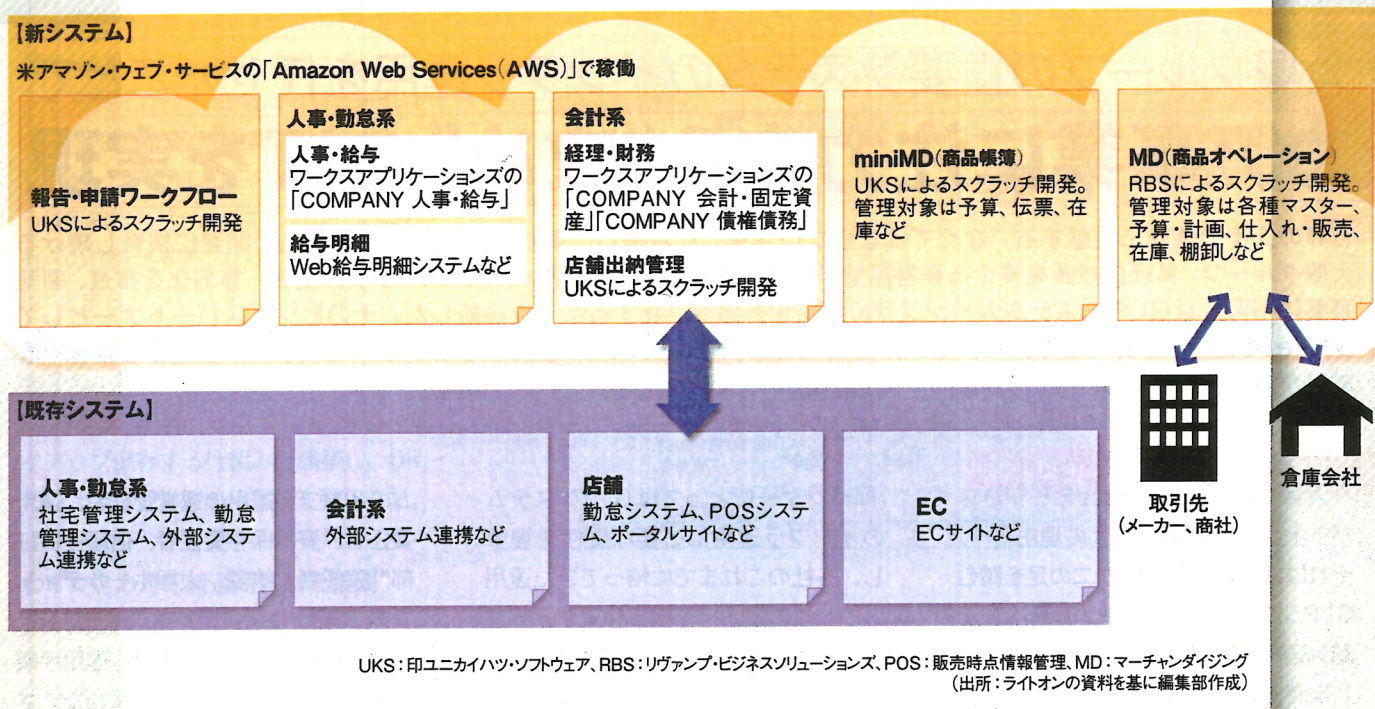 【新システム】
米アマゾン・ウェブ・サービスの「Amazon Web Services(AWS)」で稼働
報告・申請ワークフロー
UKSによるスクラッチ開発
人事・勤怠系
人事・給与
ワークスアプリケーションズの
「COMPANY 人事・給与」
給与明細
Web給与明細システムなど
会計系
経理・財務
ワークスアプリケーションズの
「COMPANY 会計・固定資
産」「COMPANY 債権債務」
店舗出納管理
UKSによるスクラッチ開発
miniMD(商品帳簿)
UKSによるスクラッチ開発。
管理対象は予算、伝票、在
庫など
MD(商品オペレーション)
RBSによるスクラッチ開発。
管理対象は各種マスター、
予算・計画、仕入れ・販売、
在庫、棚卸しなど
【既存システム】
人事・勤怠系
社宅管理システム、勤怠
管理システム、外部システ
ム連携など
会計系
外部システム連携など
店舗
勤怠システム、POSシステ
ム、ポータルサイトなど
EC
ECサイトなど
取引先
(メーカー、商社)
倉庫会社
UKS:印ユニカイハツ・ソフトウェア、RBS:リヴァンプ・ビジネスソリューションズ、POS:販売時点情報管理、MD:マーチャンダイジング
(出所:ライトオンの資料を基に編集部作成)